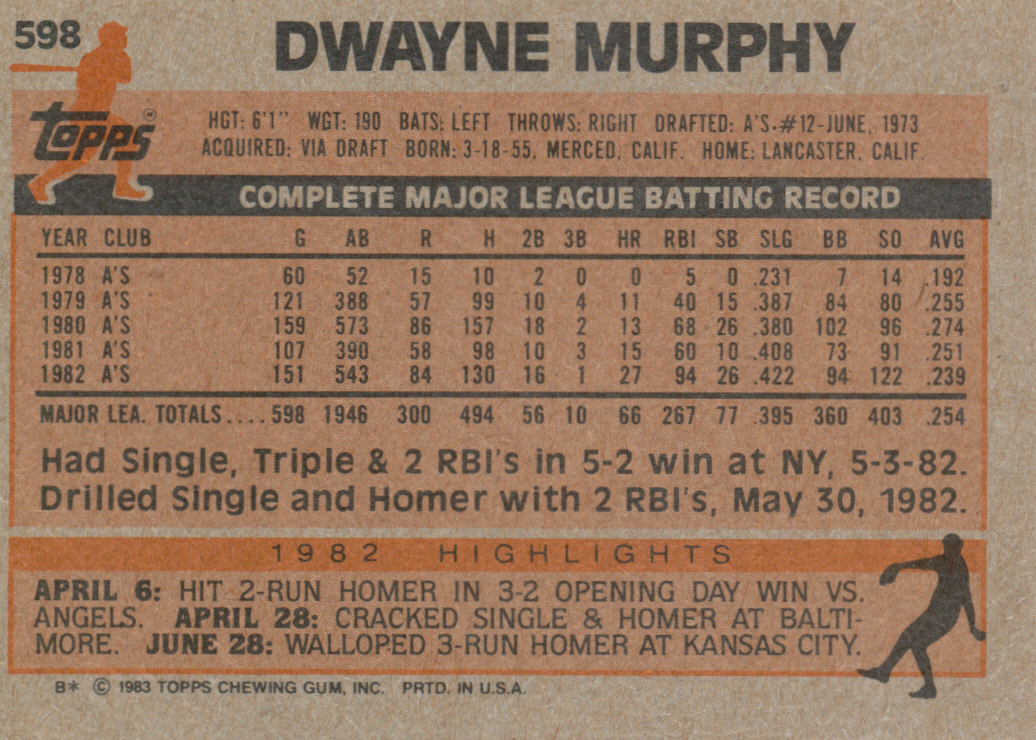 598
DWAYNE MURPHY
Topps®
HGT: 6'1" WGT: 190 BATS: LEFT THROWS: RIGHT DRAFTED: A'S-#12-JUNE, 1973
ACQUIRED: VIA DRAFT BORN: 3-18-55, MERCED, CALIF. HOME: LANCASTER, CALIF.
COMPLETE MAJOR LEAGUE BATTING RECORD
YEAR CLUB G AB R H 2B 3B HR RBI SB SLG BB SO AVG
1978 A'S 60 52 15 10 2 0 0 5 0 .231 7 14 .192
1979 A'S 121 388 57 99 10 4 11 40 15 .387 84 80 .255
1980 A'S 159 573 86 157 18 2 13 68 26 .380 102 96 .274
1981 A'S 107 390 58 98 10 3 15 60 10 .408 73 91 .251
1982 A'S 151 543 84 130 16 1 27 94 26 .422 94 122 .239
MAJOR LEA. TOTALS.... 598 1946 300 494 56 10 66 267 77 .395 360 403 .254
Had Single, Triple & 2 RBI's in 5-2 win at NY, 5-3-82.
Drilled Single and Homer with 2 RBI's, May 30, 1982.
1982 HIGHLIGHTS
APRIL 6: HIT 2-RUN HOMER IN 3-2 OPENING DAY WIN VS.
ANGELS. APRIL 28: CRACKED SINGLE & HOMER AT BALTI-
MORE. JUNE 28: WALLOPED 3-RUN HOMER AT KANSAS CITY.
B* © 1983 TOPPS CHEWING GUM, INC. PRTD. IN U.S.A.